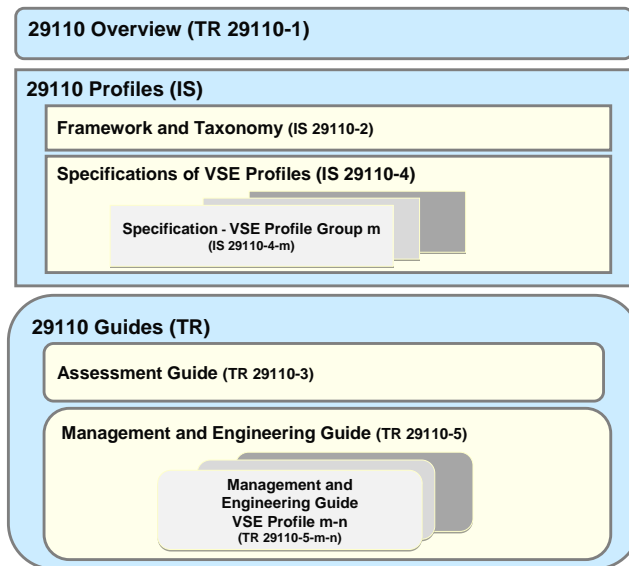 29110 Overview (TR 29110-1)
29110 Profiles (IS)
Framework and Taxonomy (IS 29110-2)
Specifications of VSE Profiles (IS 29110-4)
Specification - VSE Profile Group m
(IS 29110-4-m)
29110 Guides (TR)
Assessment Guide (TR 29110-3)
Management and Engineering Guide (TR 29110-5)
Management and
Engineering Guide
VSE Profile m-n
(TR 29110-5-m-n)